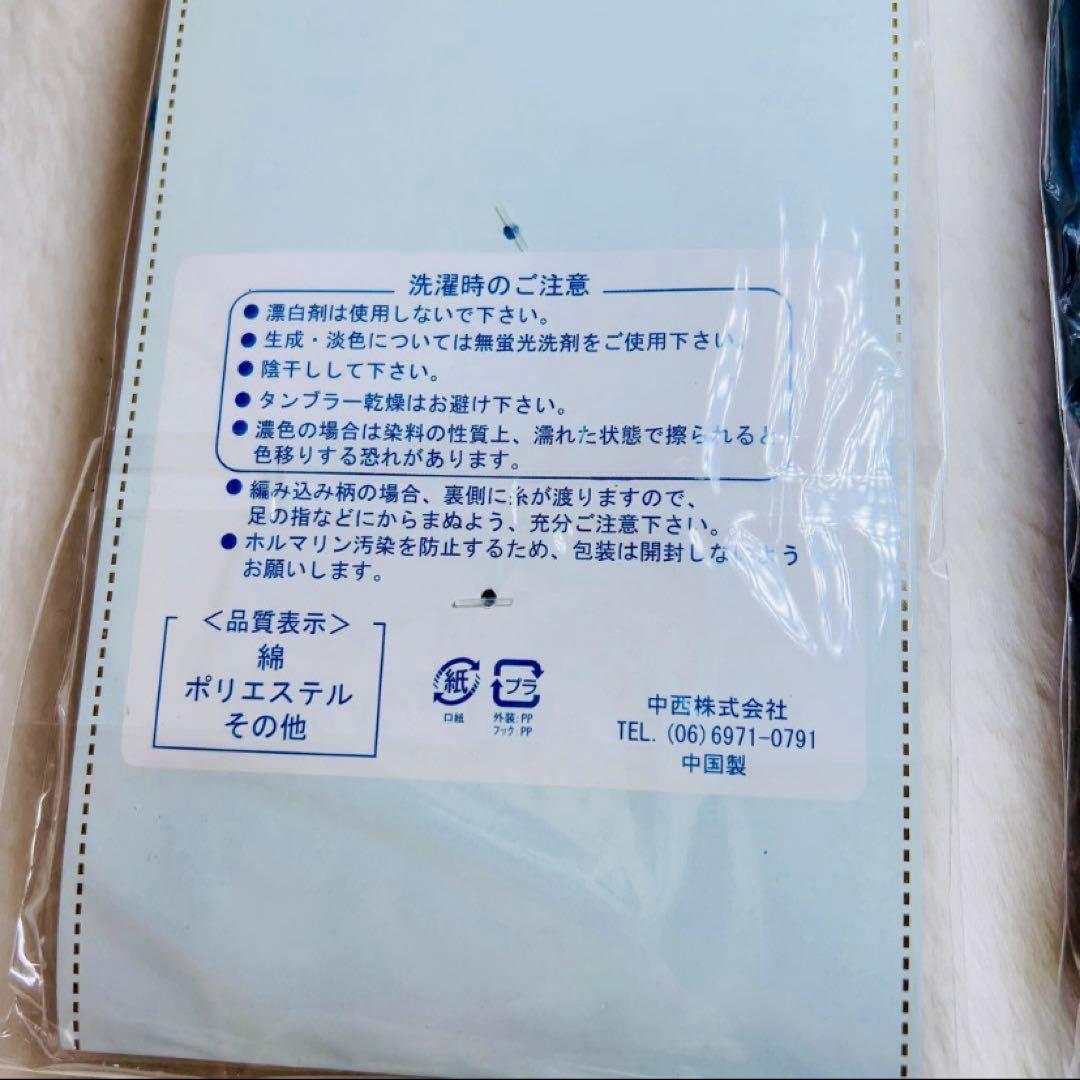 洗濯時のご注意
●漂白剤は使用しないで下さい。
●生成・淡色については無蛍光洗剤をご使用下さい。
●陰干しして下さい。
●タンブラー乾燥はお避け下さい。
●濃色の場合は染料の性質上、濡れた状態で擦られると
色移りする恐れがあります。
●編み込み柄の場合、裏側に糸が渡りますので、
足の指などにからまぬよう、充分ご注意下さい。
●ホルマリン汚染を防止するため、包装は開封しないよう
お願いします。
＜品質表示＞
綿
ポリエステル
その他
紙
口紙
プラ
外装:PP
フック:PP
中西株式会社
TEL. (06)6971-0791
中国製